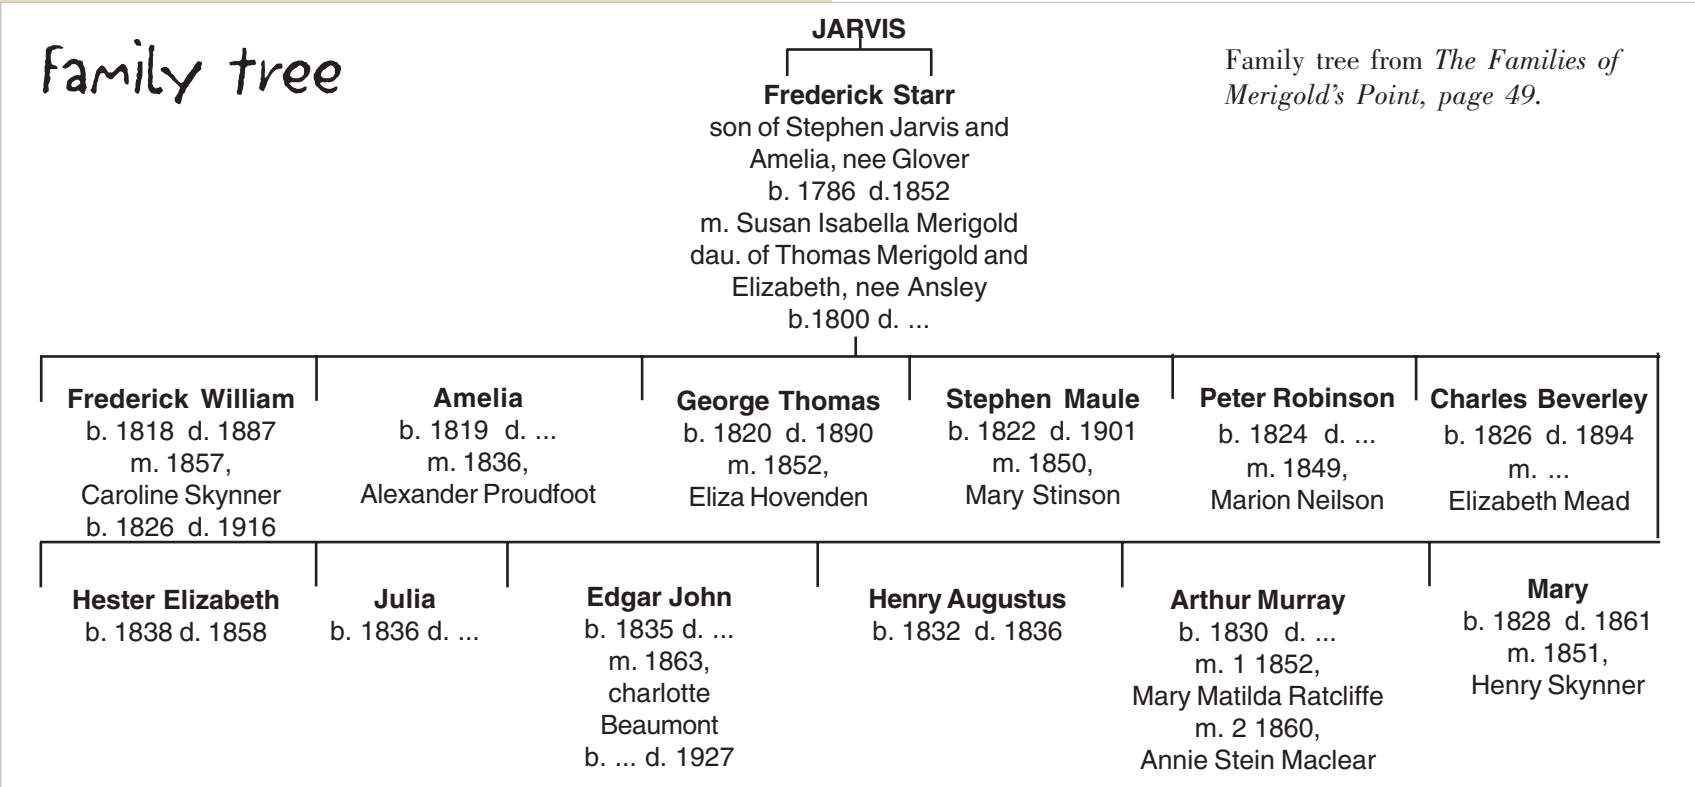 Family tree
Family tree from The Families of
Merigold's Point, page 49.
JARVIS
Frederick Starr
son of Stephen Jarvis and
Amelia, nee Glover
b. 1786 d.1852
m. Susan Isabella Merigold
dau. of Thomas Merigold and
Elizabeth, nee Ansley
b.1800 d. ...
Frederick William
b. 1818 d. 1887
m. 1857,
Caroline Skynner
b. 1826 d. 1916
Amelia
b. 1819 d. ...
m. 1836,
Alexander Proudfoot
George Thomas
b. 1820 d. 1890
m. 1852,
Eliza Hovenden
Stephen Maule
b. 1822 d. 1901
m. 1850,
Mary Stinson
Peter Robinson
b. 1824 d. ...
m. 1849,
Marion Neilson
Charles Beverley
b. 1826 d. 1894
m. ...
Elizabeth Mead
Hester Elizabeth
b. 1838 d. 1858
Julia
b. 1836 d. ...
Edgar John
b. 1835 d. ...
m. 1863,
charlotte
Beaumont
b. ... d. 1927
Henry Augustus
b. 1832 d. 1836
Arthur Murray
b. 1830 d. ...
m. 1 1852,
Mary Matilda Ratcliffe
m. 2 1860,
Annie Stein Maclear
Mary
b. 1828 d. 1861
m. 1851,
Henry Skynner